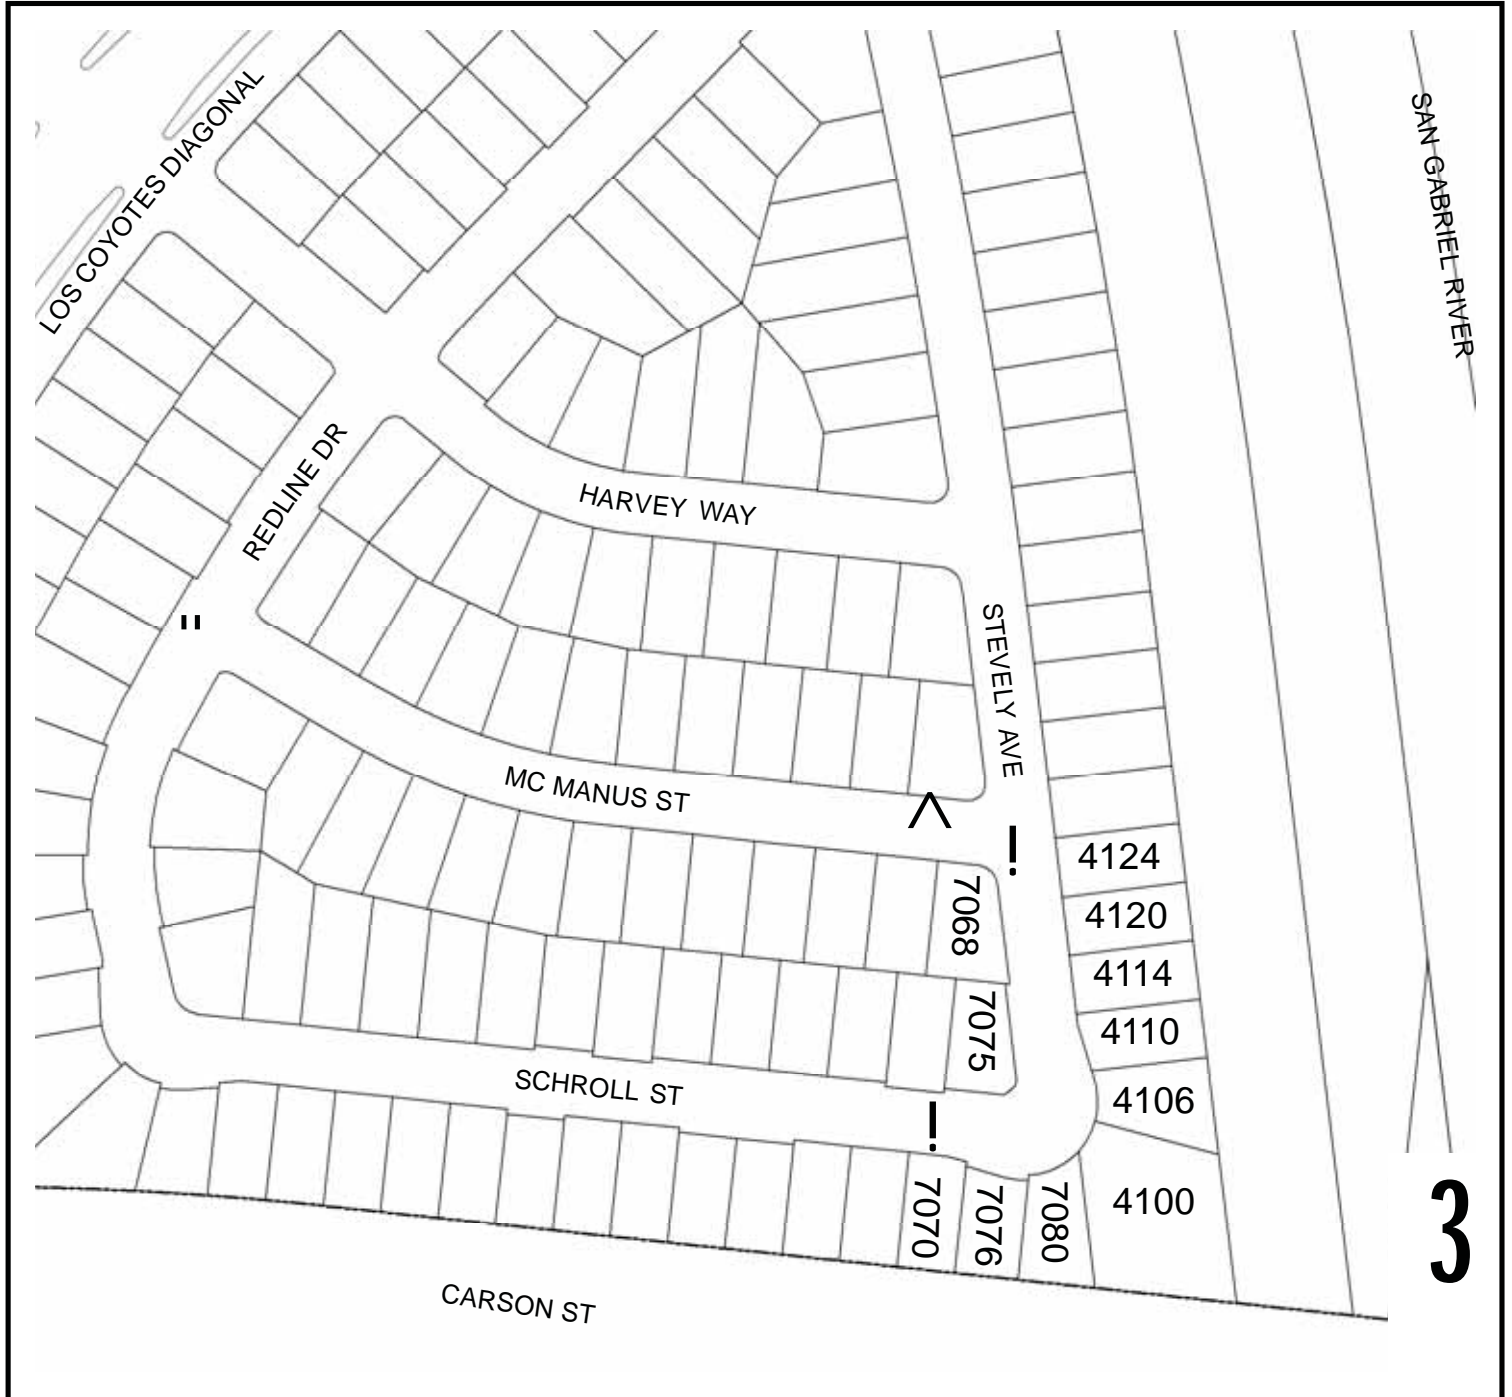 LOS COYOTES DIAGONAL
SAN GABRIEL RIVER
REDLINE DR
HARVEY WAY
"
STEVELY AVE
MC MANUS ST
^
!
4124
7068
4120
4114
7075
4110
SCHROLL ST
!
4106
7070
7076
7080
4100
3
CARSON ST